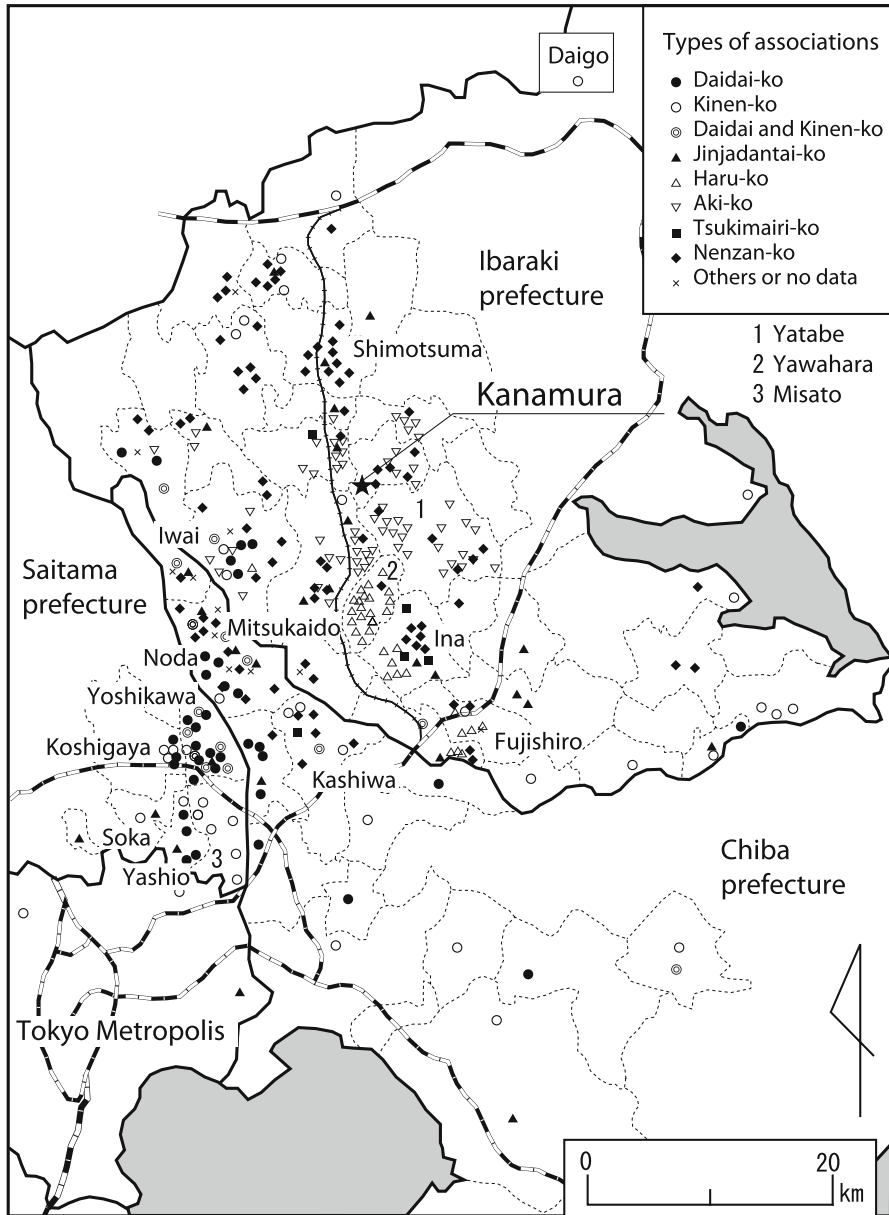 Daigo
Types of associations
Daidai-ko
Kinen-ko
Daidai and Kinen-ko
Jinjadantai-ko
Haru-ko
Aki-ko
Tsukimairi-ko
Nenzan-ko
Others or no data
Ibaraki
prefecture
1 Yatabe
2 Yawahara
3 Misato
Shimotsuma
Kanamura
1
Iwai
2
Saitama
prefecture
Mitsukaido
Ina
Noda
Yoshikawa
Koshigaya
Fujishiro
Kashiwa
Soka
3
Yashio
Chiba
prefecture
Tokyo Metropolis
0 20
km